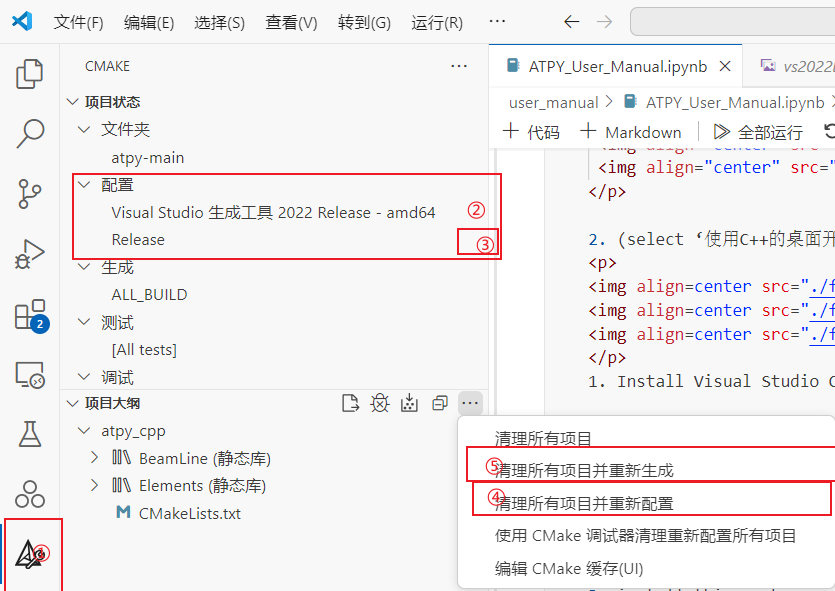 文件(F) 编辑(E) 选择(S) 查看(V) 转到(G) 运行(R) ···
CMAKE ···
项目状态
文件夹
atpy-main
配置
Visual Studio 生成工具 2022 Release - amd64 ②
Release ③
生成
ALL_BUILD
测试
[All tests]
调试
项目大纲 ···
atpy_cpp
BeamLine (静态库)
Elements (静态库)
CMakeLists.txt
2
①
ATPY_User_Manual.ipynb
vs2022
user_manual > ATPY_User_Manual.ipynb
代码 Markdown 全部运行
<img align="center" src="
</p>
2. (select ‘使用C++的桌面开
<p>
<img align=center src="./f
<img align=center src="./f
<img align=center src="./f
</p>
1. Install Visual Studio C
清理所有项目
⑤清理所有项目并重新生成
④清理所有项目并重新配置
使用 CMake 调试器清理重新配置所有项目
编辑 CMake 缓存(UI)